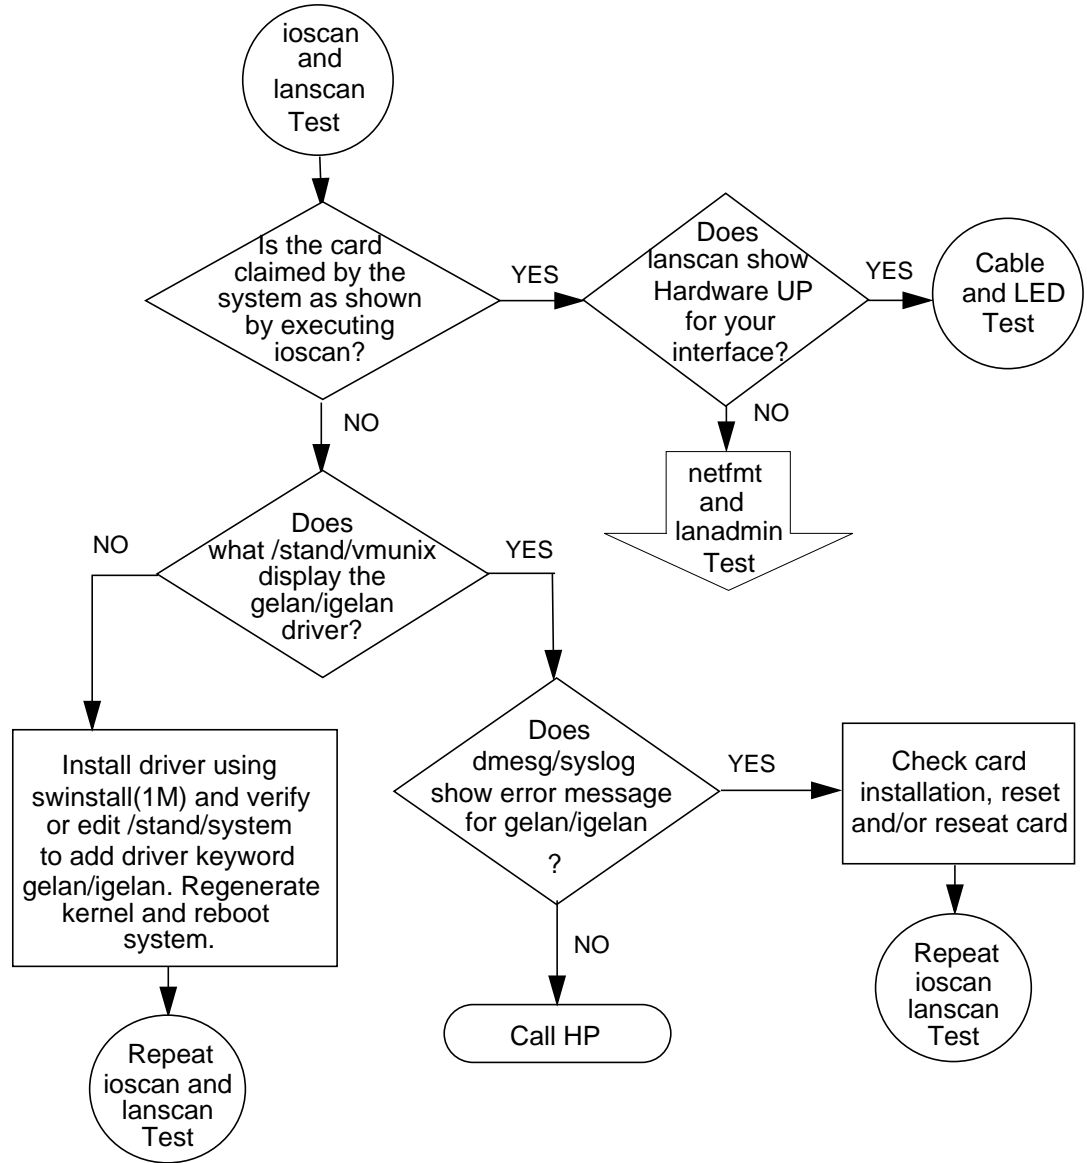 ioscan
and
lanscan
Test
Is the card
claimed by the
system as shown
by executing
ioscan?
YES
Does
lanscan show
Hardware UP
for your
interface?
YES
Cable
and LED
Test
NO
NO
netfmt
and
lanadmin
Test
Does
what /stand/vmunix
display the
gelan/igelan
driver?
NO
YES
Install driver using
swinstall(1M) and verify
or edit /stand/system
to add driver keyword
gelan/igelan. Regenerate
kernel and reboot
system.
Does
dmesg/syslog
show error message
for gelan/igelan
?
YES
Check card
installation, reset
and/or reseat card
NO
Call HP
Repeat
ioscan
lanscan
Test
Repeat
ioscan and
lanscan
Test